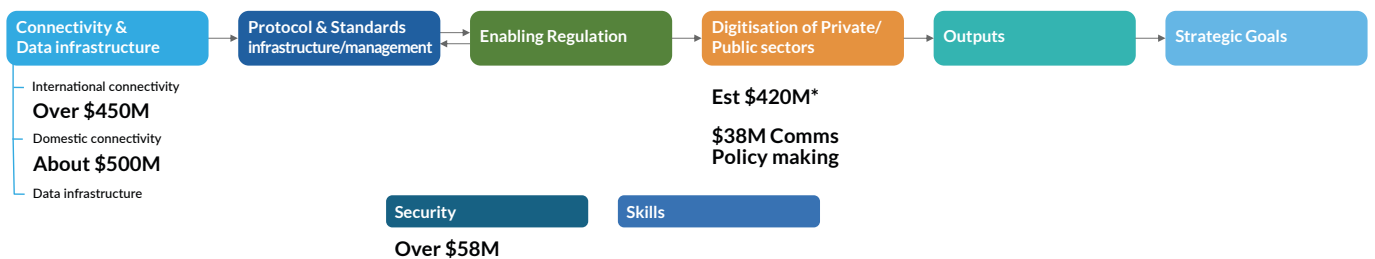 Connectivity &
Data infrastructure
Protocol & Standards
infrastructure/management
Enabling Regulation
Digitisation of Private/
Public sectors
Outputs
Strategic Goals
International connectivity
Over $450M
Domestic connectivity
About $500M
Data infrastructure
Est $420M*
$38M Comms
Policy making
Security
Over $58M
Skills